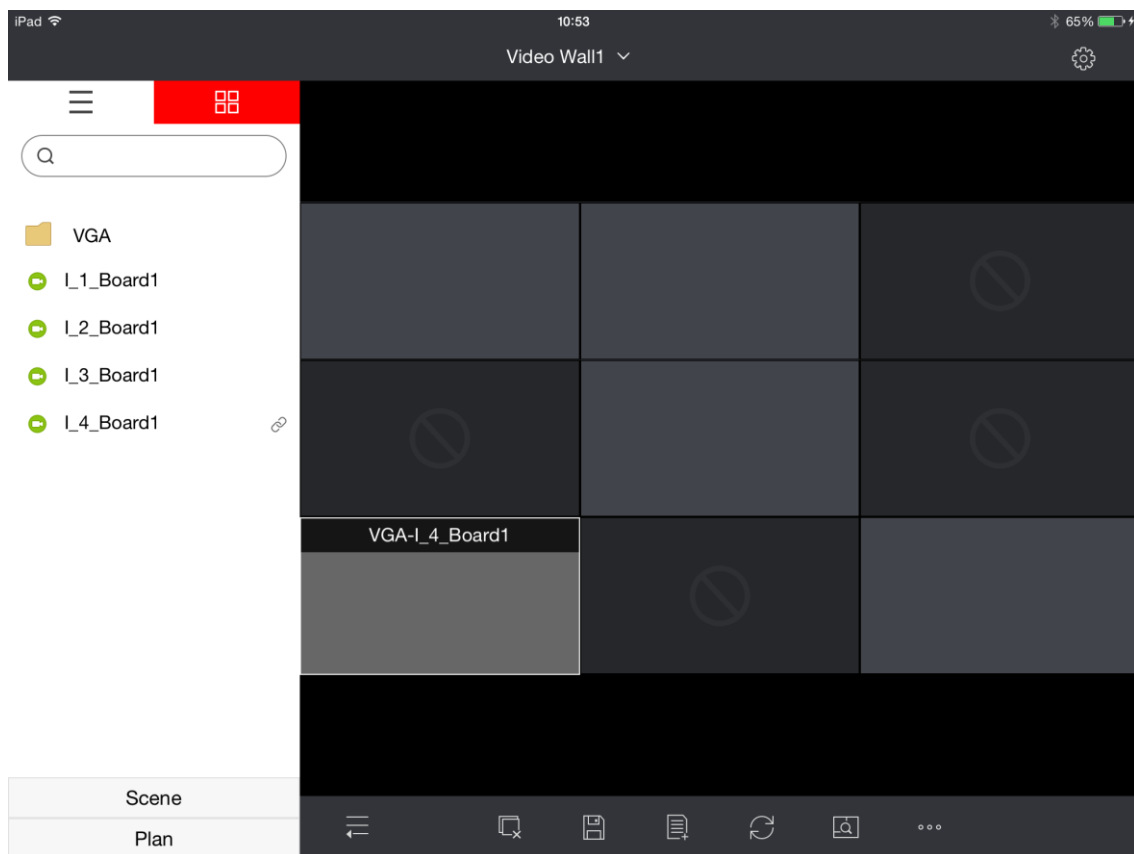 iPad 10:53 65%
Video Wall1
VGA
I_1_Board1
I_2_Board1
I_3_Board1
I_4_Board1
VGA-I_4_Board1
Scene
Plan